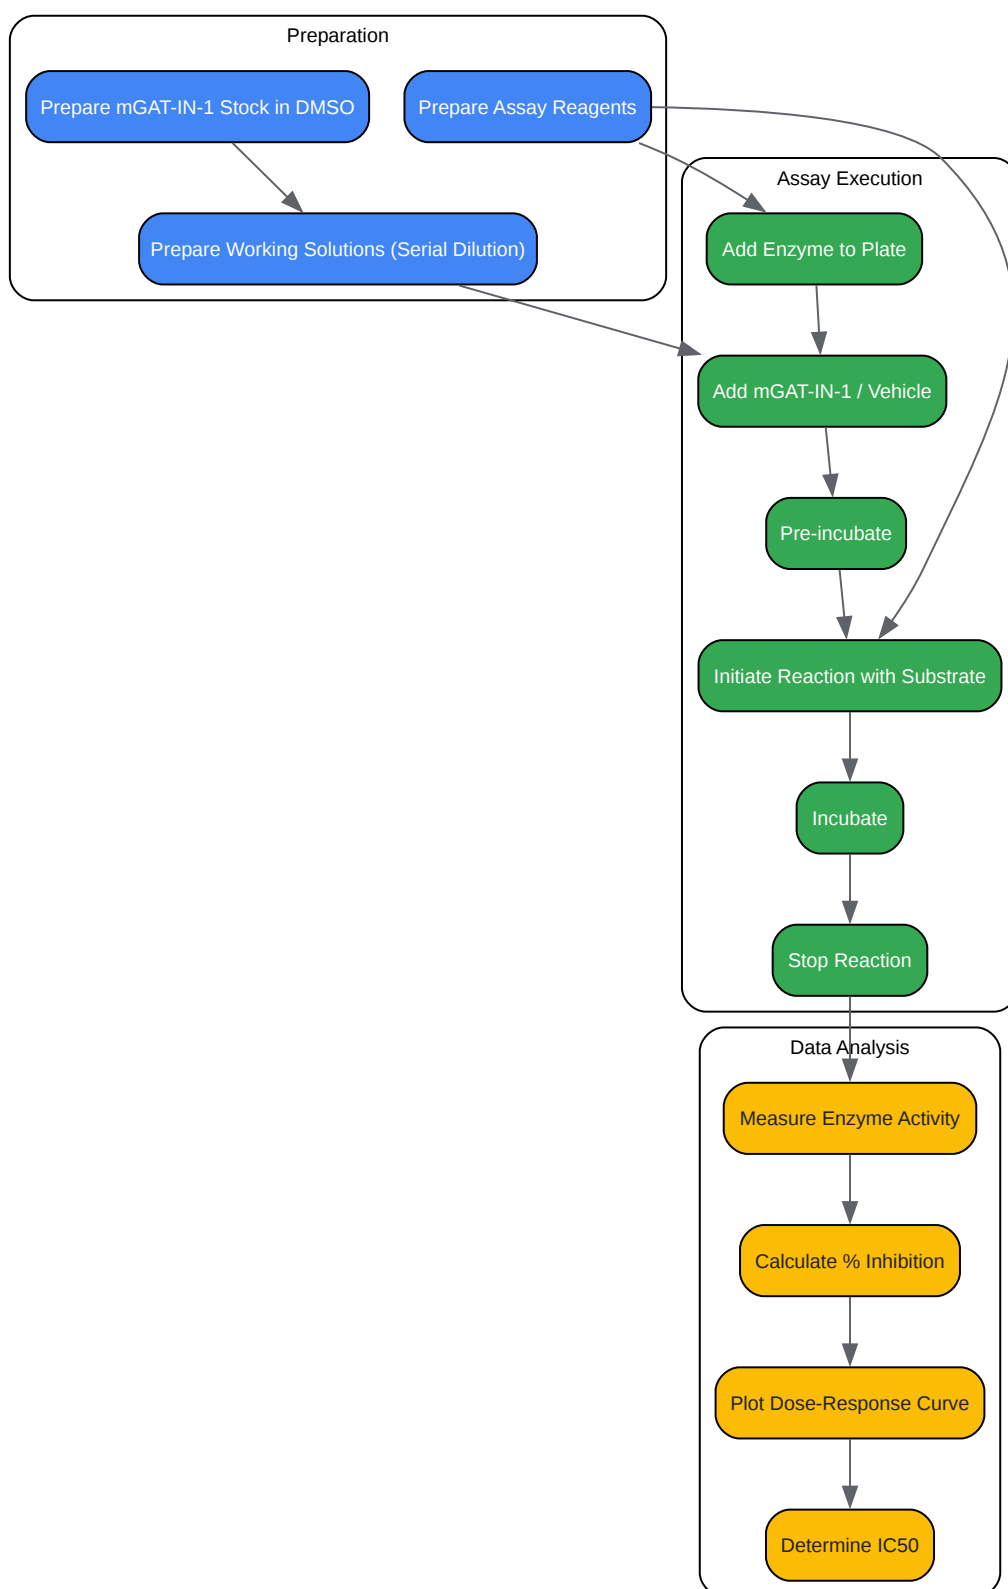 Preparation
Prepare mGAT-IN-1 Stock in DMSO
Prepare Assay Reagents
Prepare Working Solutions (Serial Dilution)
Assay Execution
Add Enzyme to Plate
Add mGAT-IN-1 / Vehicle
Pre-incubate
Initiate Reaction with Substrate
Incubate
Stop Reaction
Data Analysis
Measure Enzyme Activity
Calculate % Inhibition
Plot Dose-Response Curve
Determine IC50